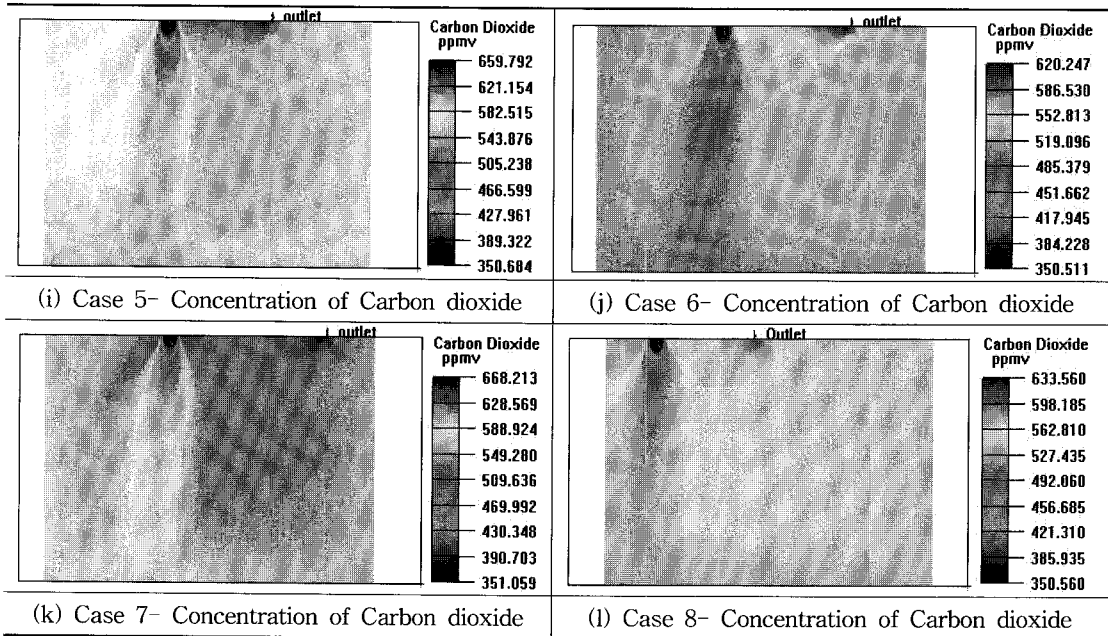 outlet
Carbon Dioxide
ppmv
659.792
621.154
582.515
543.876
505.238
466.599
427.961
389.322
350.684
(i) Case 5- Concentration of Carbon dioxide
outlet
Carbon Dioxide
ppmv
620.247
586.530
552.813
519.096
485.379
451.662
417.945
384.228
350.511
(j) Case 6- Concentration of Carbon dioxide
outlet
Carbon Dioxide
ppmv
668.213
628.569
588.924
549.280
509.636
469.992
430.348
390.703
351.059
(k) Case 7- Concentration of Carbon dioxide
Outlet
Carbon Dioxide
ppmv
633.560
598.185
562.810
527.435
492.060
456.685
421.310
385.935
350.560
(l) Case 8- Concentration of Carbon dioxide